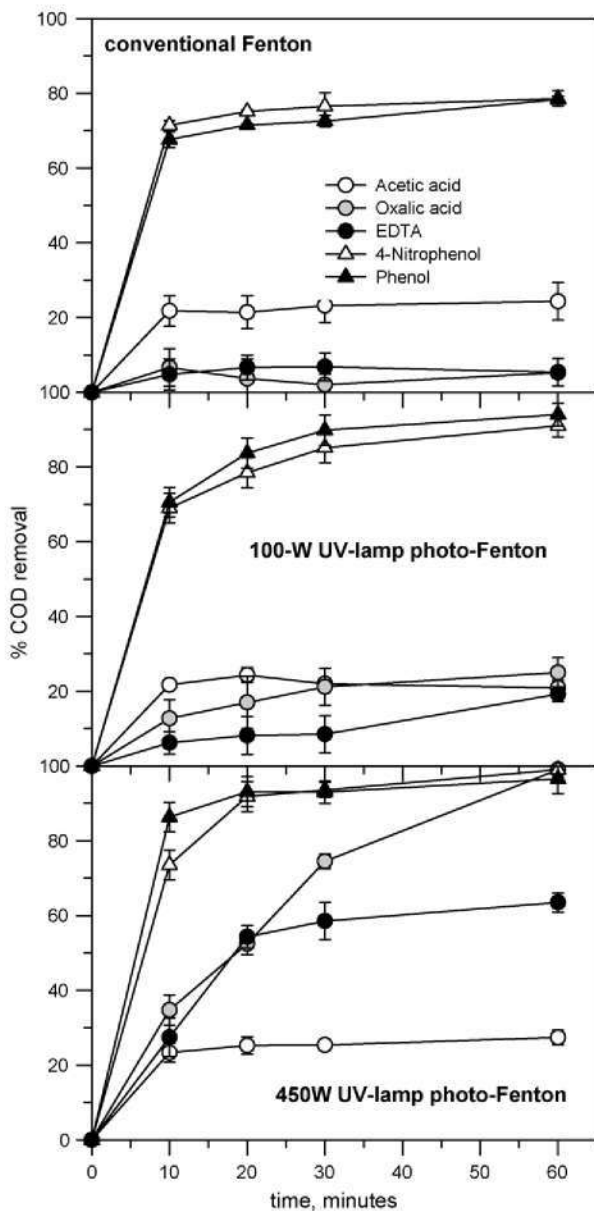 100
conventional Fenton
80
60
Acetic acid
Oxalic acid
EDTA
40
4-Nitrophenol
Phenol
20
100
80
100-W UV-lamp photo-Fenton
60
% COD removal
40
20
100
80
60
40
20
450W UV-lamp photo-Fenton
0
0 10 20 30 40 50 60
time, minutes